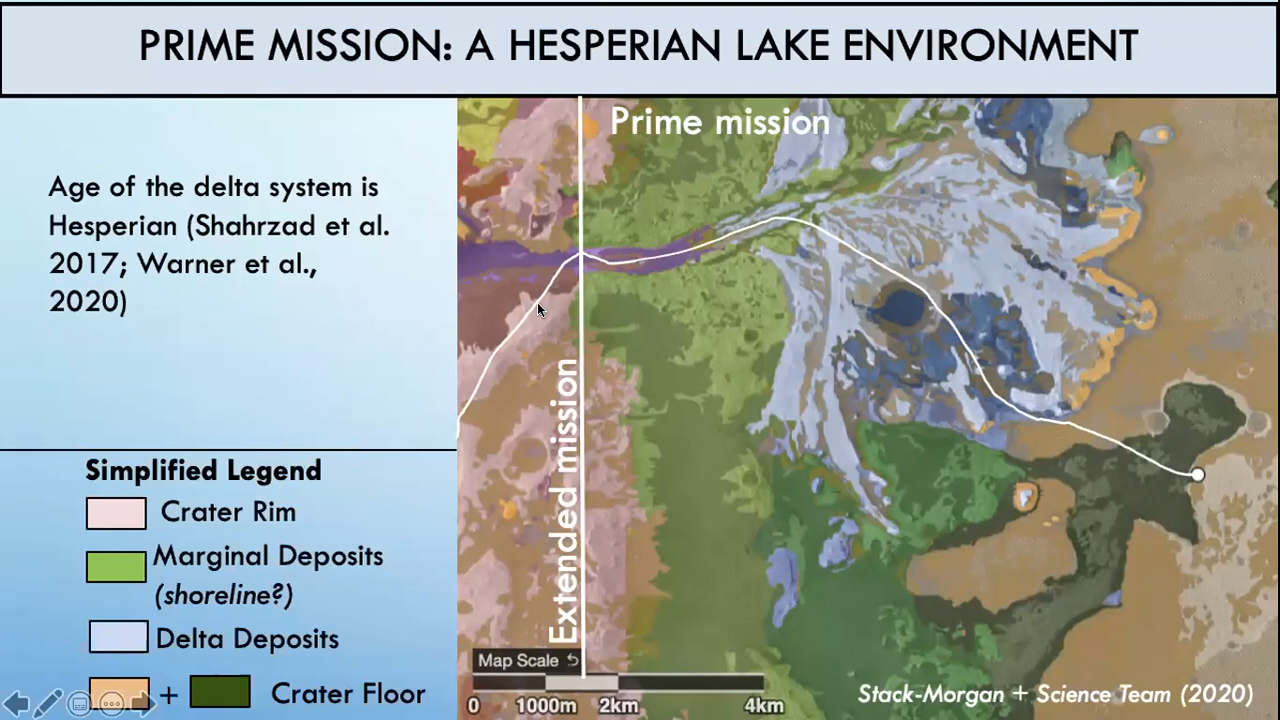 PRIME MISSION: A HESPERIAN LAKE ENVIRONMENT
Prime mission
Age of the delta system is
Hesperian (Shahrzad et al.
2017; Warner et al.,
2020)
Extended mission
Simplified Legend
Crater Rim
Marginal Deposits
(shoreline?)
Delta Deposits
+ Crater Floor
Map Scale
0 1000m 2km 4km
Stack-Morgan + Science Team (2020)